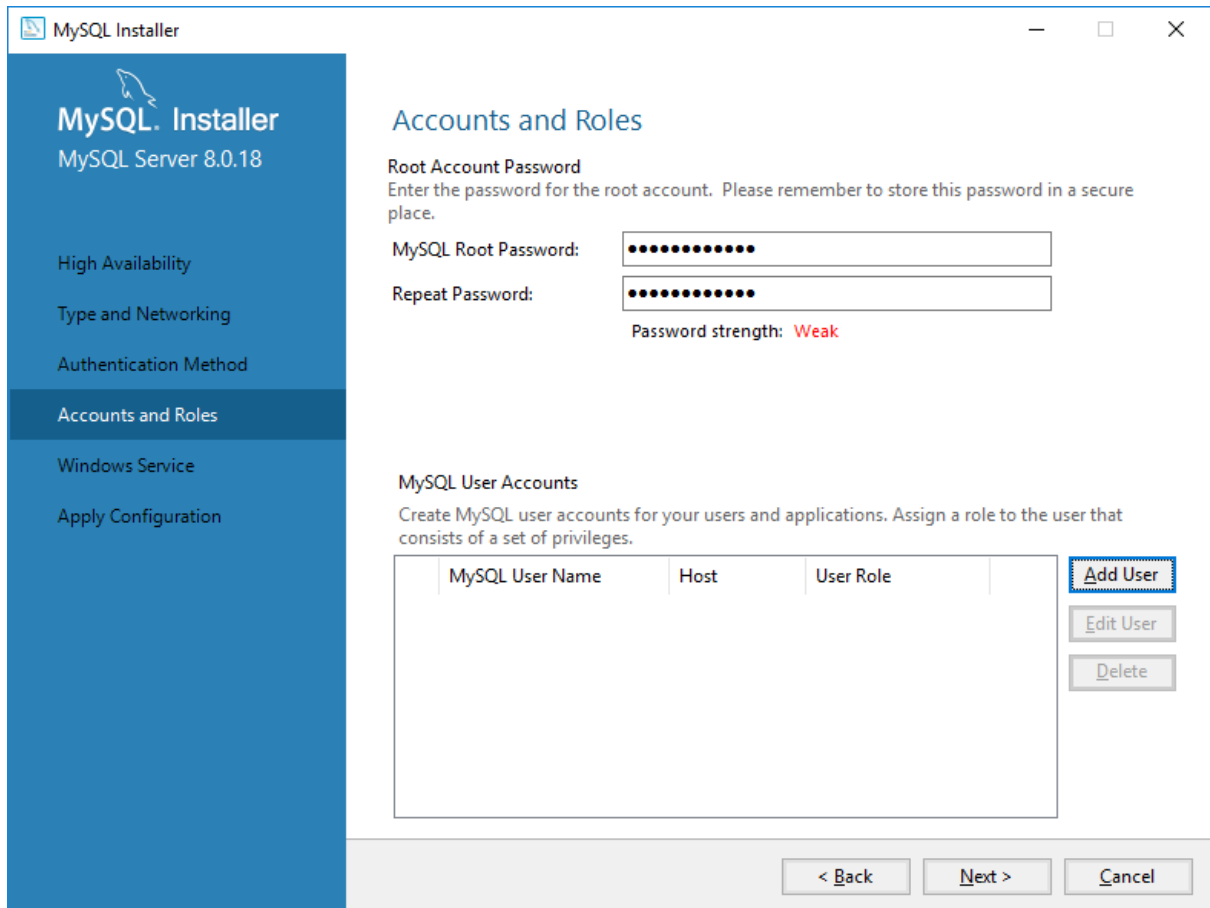 MySQL Installer
MySQL. Installer
MySQL Server 8.0.18
High Availability
Type and Networking
Authentication Method
Accounts and Roles
Windows Service
Apply Configuration
Accounts and Roles
Root Account Password
Enter the password for the root account.  Please remember to store this password in a secure
place.
MySQL Root Password: ●●●●●●●●●●●●
Repeat Password: ●●●●●●●●●●●●
Password strength: Weak
MySQL User Accounts
Create MySQL user accounts for your users and applications. Assign a role to the user that
consists of a set of privileges.
MySQL User Name Host User Role
Add User
Edit User
Delete
< Back Next > Cancel